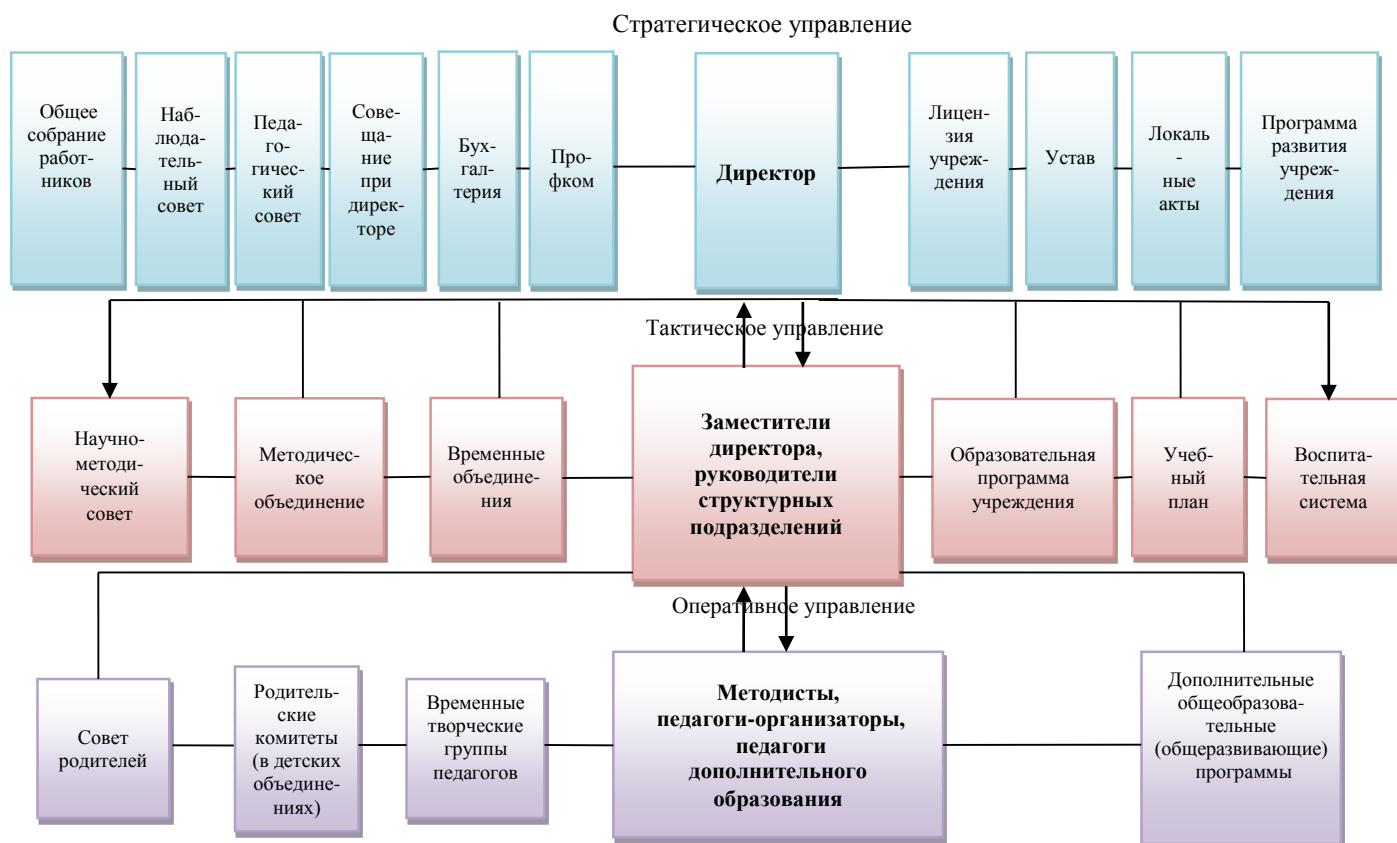 Стратегическое управление
Общее
собрание
работ-
ников
Наб-
люда-
тель-
ный
совет
Педа-
го-
гичес-
кий
совет
Сове-
ща-
ние
при
дирек-
торе
Бух-
гал-
терия
Про-
фком
Директор
Лицен-
зия
учреж-
дения
Устав
Локаль
-
ные
акты
Программа
развития
учреж-
дения
Тактическое управление
Научно-
методи-
ческий
совет
Методичес-
кое
объединение
Временные
объедине-
ния
Заместители
директора,
руководители
структурных
подразделений
Образовательная
программа
учреждения
Учеб-
ный
план
Воспита-
тельная
система
Оперативное управление
Совет
родителей
Родитель-
ские
комитеты
(в детских
объедине-
ниях)
Временные
творческие
группы
педагогов
Методисты,
педагоги-организаторы,
педагоги
дополнительного
образования
Дополнительные
общеобразова-
тельные
(общеразвивающие)
программы